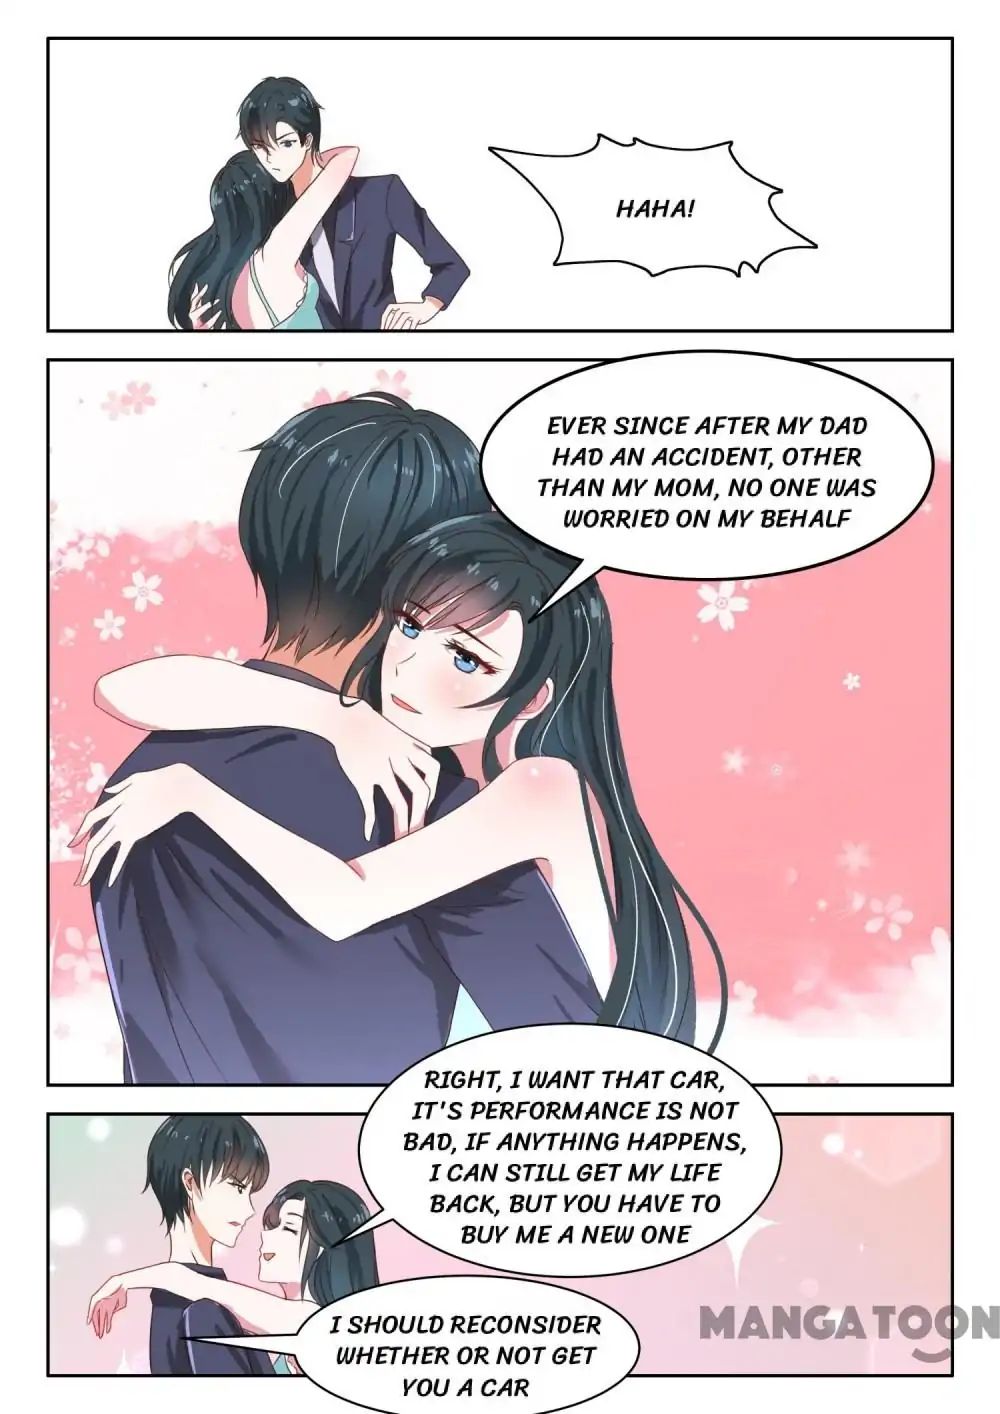 HAHA!
EVER SINCE AFTER MY DAD
HAD AN ACCIDENT, OTHER
THAN MY MOM, NO ONE WAS
WORRIED ON MY BEHALF
RIGHT, I WANT THAT CAR,
IT'S PERFORMANCE IS NOT
BAD, IF ANYTHING HAPPENS,
I CAN STILL GET MY LIFE
BACK, BUT YOU HAVE TO
BUY ME A NEW ONE
I SHOULD RECONSIDER
WHETHER OR NOT GET
YOU A CAR
MANGATOON